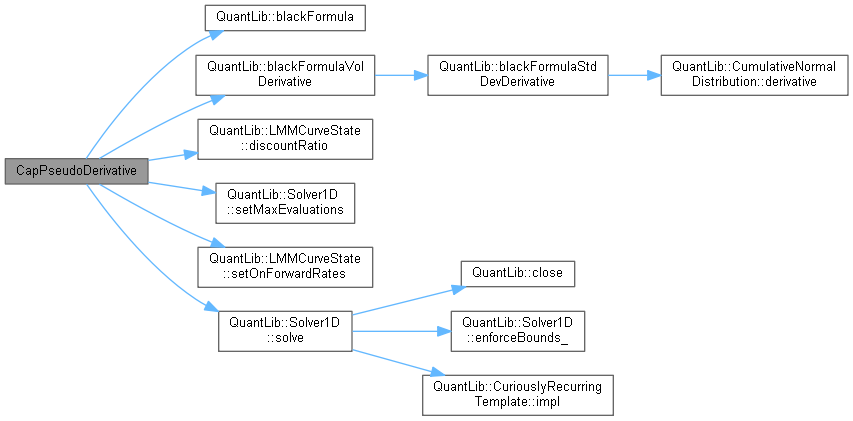 QuantLib::blackFormula
QuantLib::blackFormulaVol
Derivative
QuantLib::blackFormulaStd
DevDerivative
QuantLib::CumulativeNormal
Distribution::derivative
QuantLib::LMMCurveState
::discountRatio
CapPseudoDerivative
QuantLib::Solver1D
::setMaxEvaluations
QuantLib::LMMCurveState
::setOnForwardRates
QuantLib::Solver1D
::solve
QuantLib::close
QuantLib::Solver1D
::enforceBounds_
QuantLib::CuriouslyRecurring
Template::impl